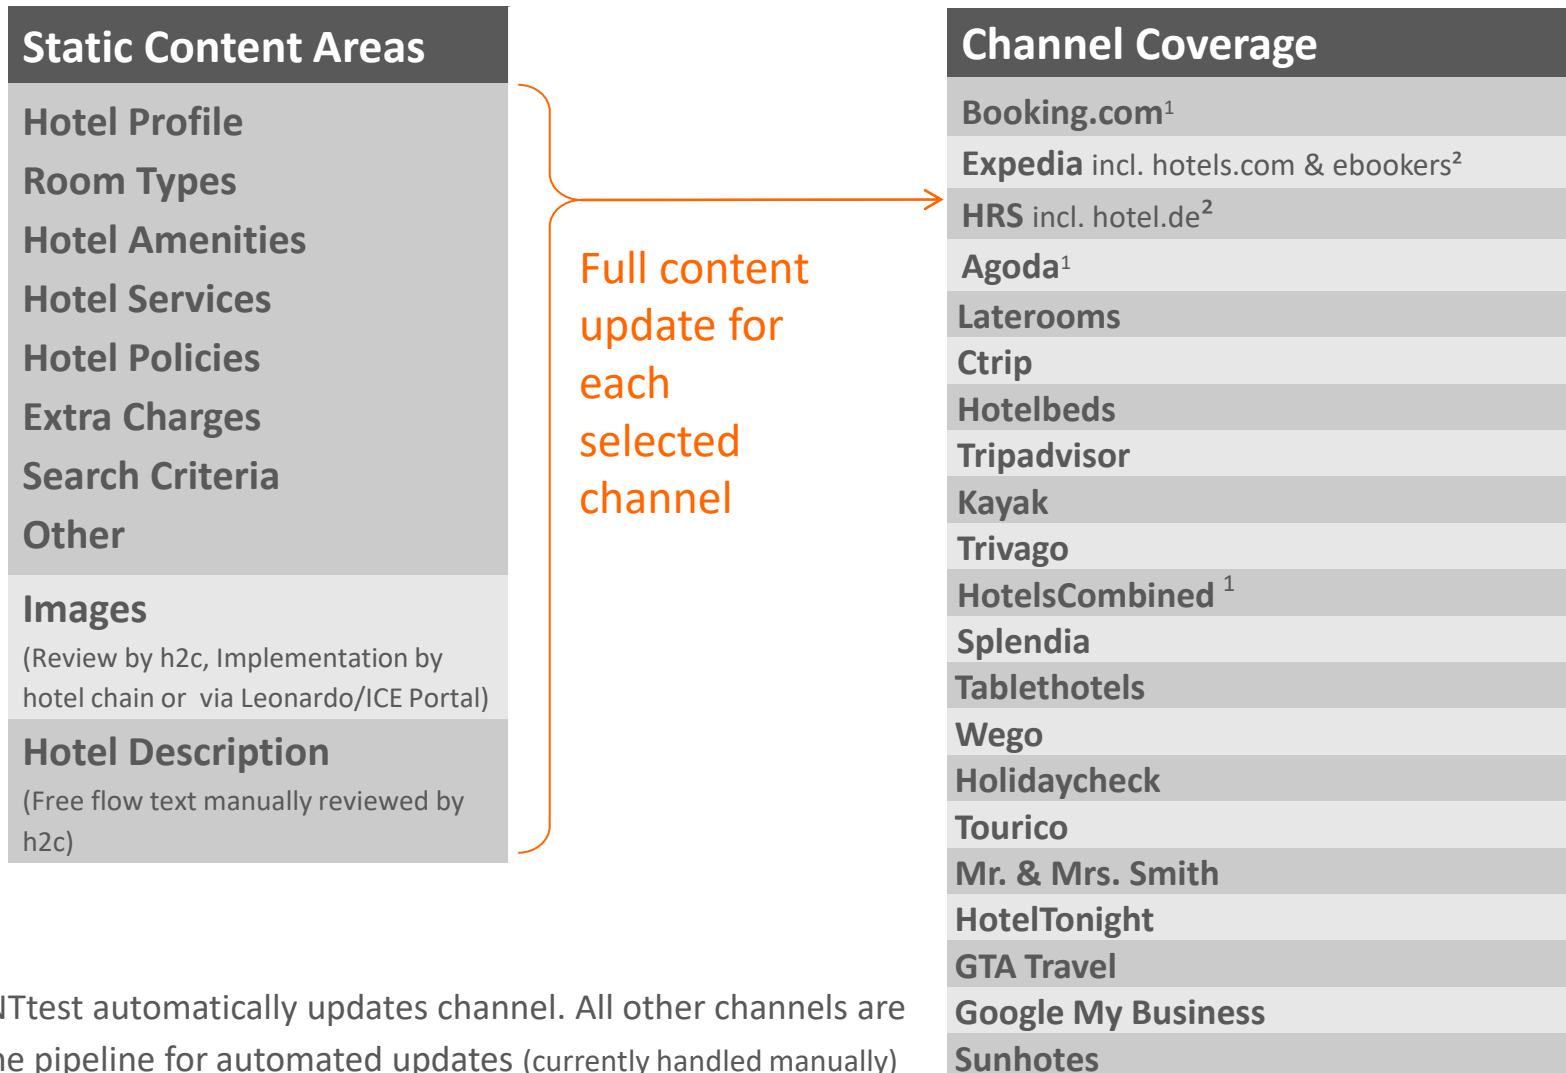 Static Content Areas
Hotel Profile
Room Types
Hotel Amenities
Hotel Services
Hotel Policies
Extra Charges
Search Criteria
Other
Images
(Review by h2c, Implementation by
hotel chain or via Leonardo/ICE Portal)
Hotel Description
(Free flow text manually reviewed by
h2c)
Full content
update for
each
selected
channel
Channel Coverage
Booking.com¹
Expedia incl. hotels.com & ebookers²
HRS incl. hotel.de²
Agoda¹
Laterooms
Ctrip
Hotelbeds
Tripadvisor
Kayak
Trivago
HotelsCombined ¹
Splendia
Tablethotels
Wego
Holidaycheck
Tourico
Mr. & Mrs. Smith
HotelTonight
GTA Travel
Google My Business
Sunhotes
automatically updates channel. All other channels are
pipeline for automated updates (currently handled manually)